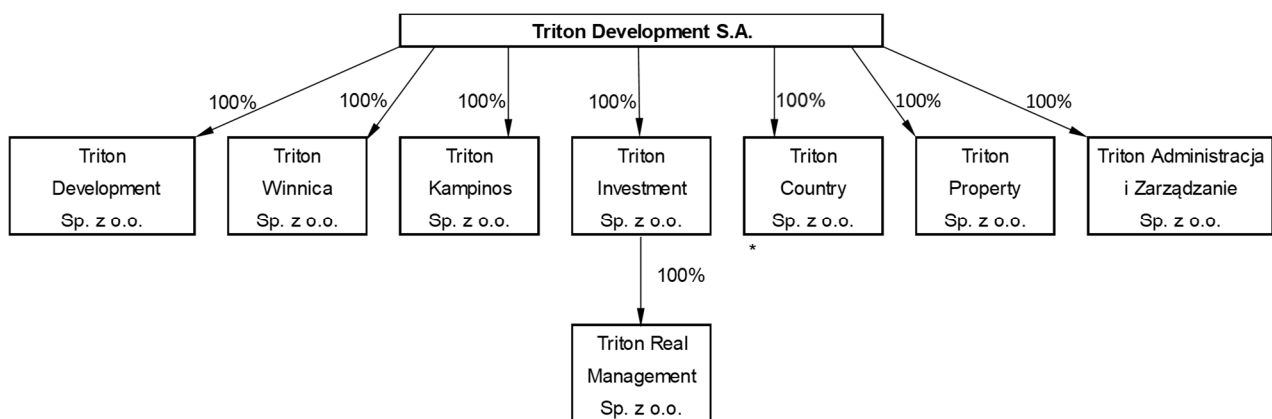 Triton Development S.A.
100%
100%
100%
100%
100%
100%
100%
Triton
Development
Sp. z o.o.
Triton
Winnica
Sp. z o.o.
Triton
Kampinos
Sp. z o.o.
Triton
Investment
Sp. z o.o.
Triton
Country
Sp. z o.o.
*
Triton
Property
Sp. z o.o.
Triton Administracja
i Zarządzanie
Sp. z o.o.
100%
Triton Real
Management
Sp. z o.o.